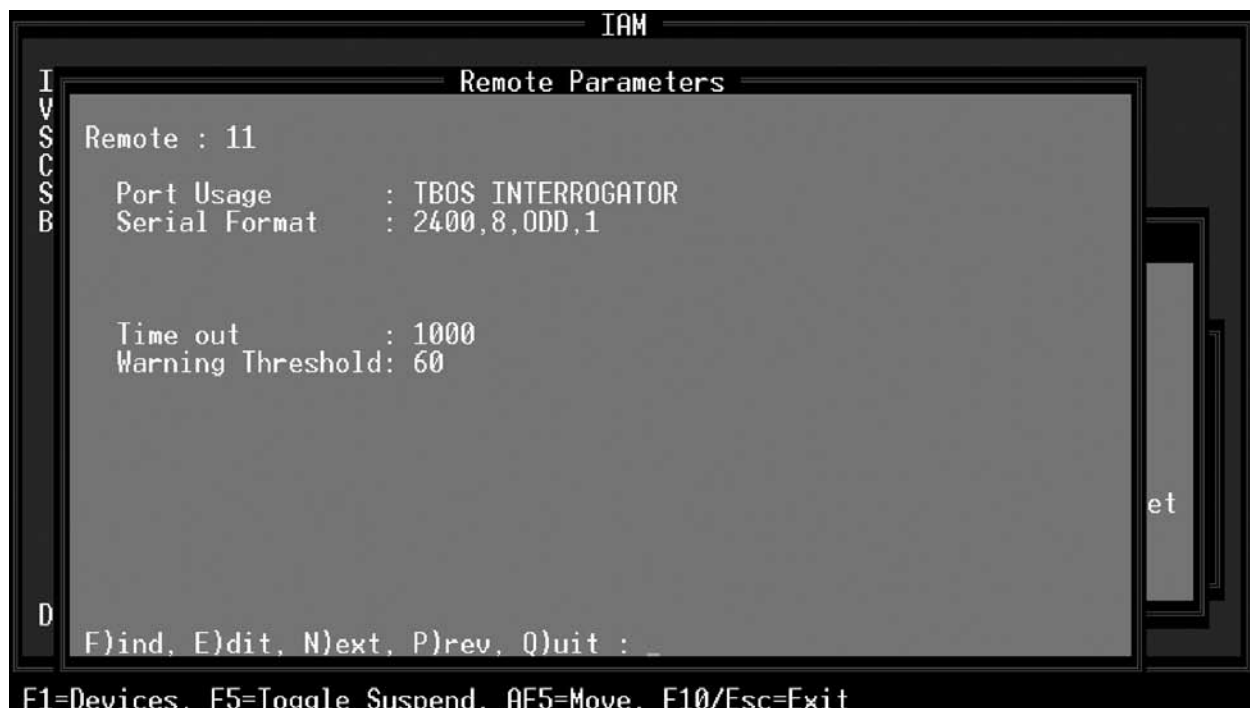 IAM
Remote Parameters
I
V
S
C
S
B
D
Remote : 11
Port Usage : TBOS INTERROGATOR
Serial Format : 2400,8,ODD,1
Time out : 1000
Warning Threshold: 60
et
F)ind, E)dit, N)ext, P)rev, Q)uit : _
F1=Devices, F5=Toggle Suspend, AF5=Move, F10/Esc=Exit